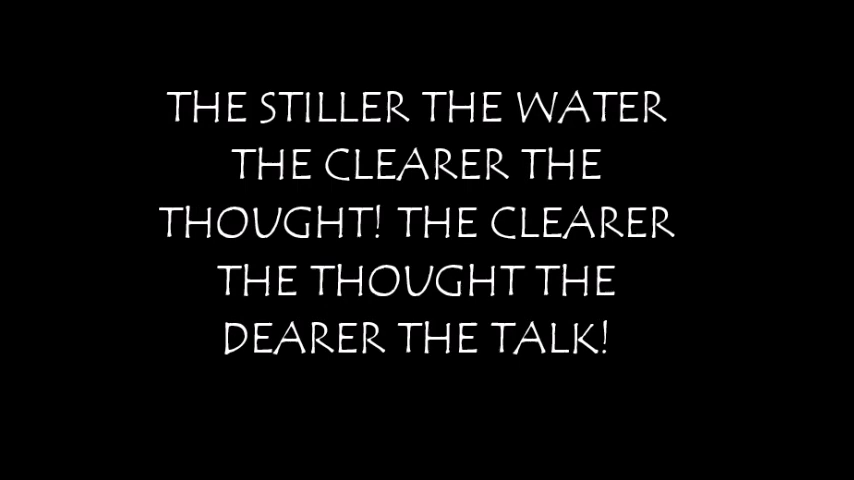 THE STILLER THE WATER
THE CLEARER THE
THOUGHT! THE CLEARER
THE THOUGHT THE
DEARER THE TALK!